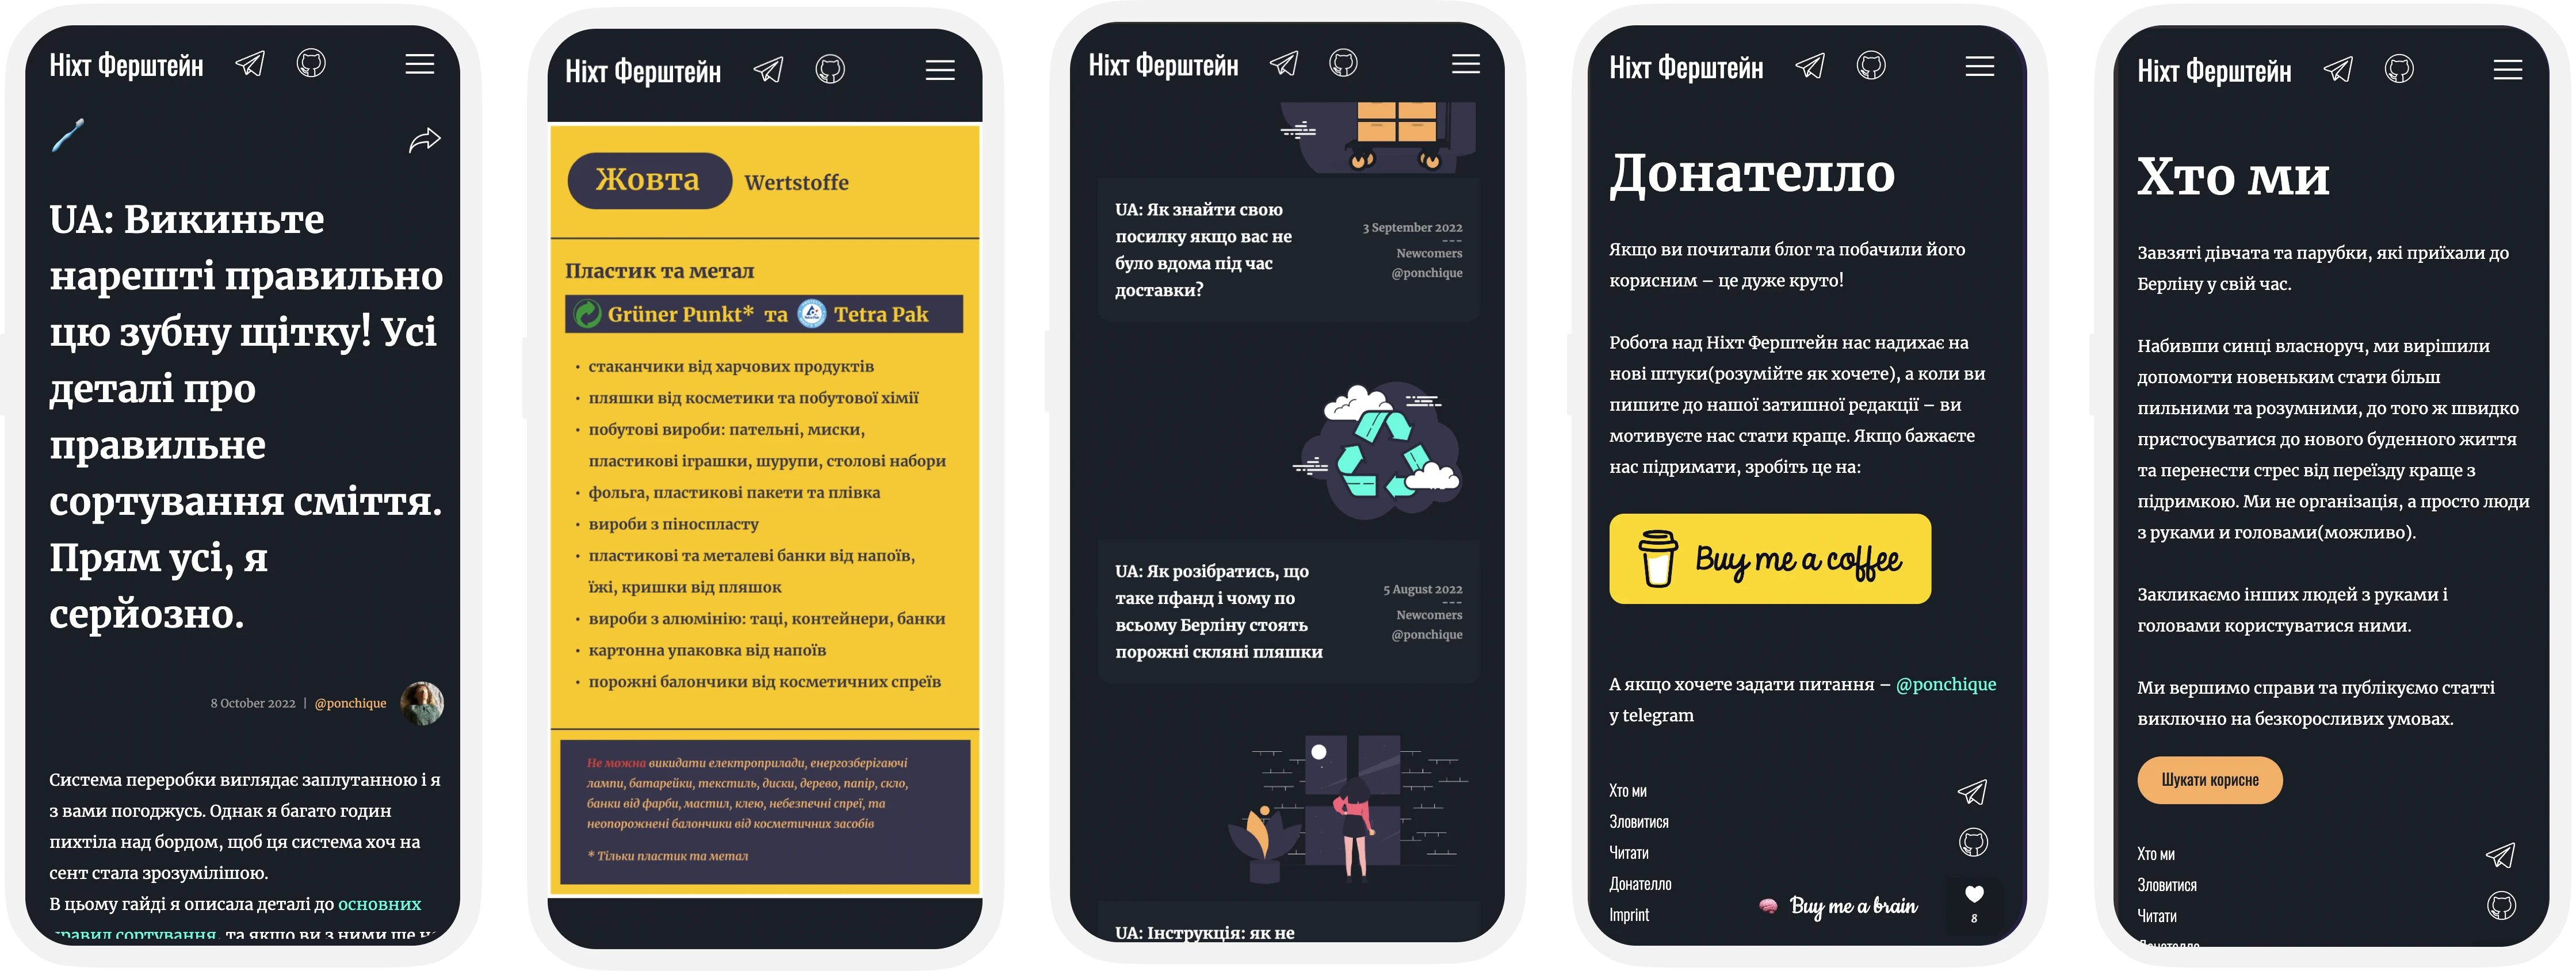 Ніхт Ферштейн
UA: Викиньте
нарешті правильно
цю зубну щітку! Усі
деталі про
правильне
сортування сміття.
Прям усі, я
серйозно.
8 October 2022 | @ponchique
Система переробки виглядає заплутанною і я
з вами погоджусь. Однак я багато годин
пихтіла над бордом, щоб ця система хоч на
сент стала зрозумілішою.
В цьому гайді я описала деталі до основних
правил сортування, та якщо ви з ними ще не
Ніхт Ферштейн
Жовта Wertstoffe
Пластик та метал
Grüner Punkt* та Tetra Pak
• стаканчики від харчових продуктів
• пляшки від косметики та побутової хімії
• побутові вироби: пательні, миски,
пластикові іграшки, шурупи, столові набори
• фольга, пластикові пакети та плівка
• вироби з піноспласту
• пластикові та металеві банки від напоїв,
їжі, кришки від пляшок
• вироби з алюмінію: таці, контейнери, банки
• картонна упаковка від напоїв
• порожні балончики від косметичних спреїв
Не можна викидати електроприлади, енергозберігаючі
лампи, батарейки, текстиль, диски, дерево, папір, скло,
банки від фарби, мастил, клею, небезпечні спреї, та
неопорожнені балончики від косметичних засобів
* Тільки пластик та метал
Ніхт Ферштейн
UA: Як знайти свою
посилку якщо вас не
було вдома під час
доставки?
3 September 2022
---
Newcomers
@ponchique
UA: Як розібратись, що
таке пфанд і чому по
всьому Берліну стоять
порожні скляні пляшки
5 August 2022
---
Newcomers
@ponchique
UA: Інструкція: як не
Ніхт Ферштейн
Донателло
Якщо ви почитали блог та побачили його
корисним – це дуже круто!
Робота над Ніхт Ферштейн нас надихає на
нові штуки(розумійте як хочете), а коли ви
пишите до нашої затишної редакції – ви
мотивуєте нас стати краще. Якщо бажаєте
нас підримати, зробіть це на:
Buy me a coffee
А якщо хочете задати питання – @ponchique
у telegram
Хто ми
Зловитися
Читати
Донателло
Imprint
Buy me a brain
8
Ніхт Ферштейн
Хто ми
Завзяті дівчата та парубки, які приїхали до
Берліну у свій час.
Набивши синці власноруч, ми вирішили
допомогти новеньким стати більш
пильними та розумними, до того ж швидко
пристосуватися до нового буденного життя
та перенести стрес від переїзду краще з
підримкою. Ми не організація, а просто люди
з руками и головами(можливо).
Закликаємо інших людей з руками і
головами користуватися ними.
Ми вершимо справи та публікуємо статті
виключно на безкорисливих умовах.
Шукати корисне
Хто ми
Зловитися
Читати
Донателло